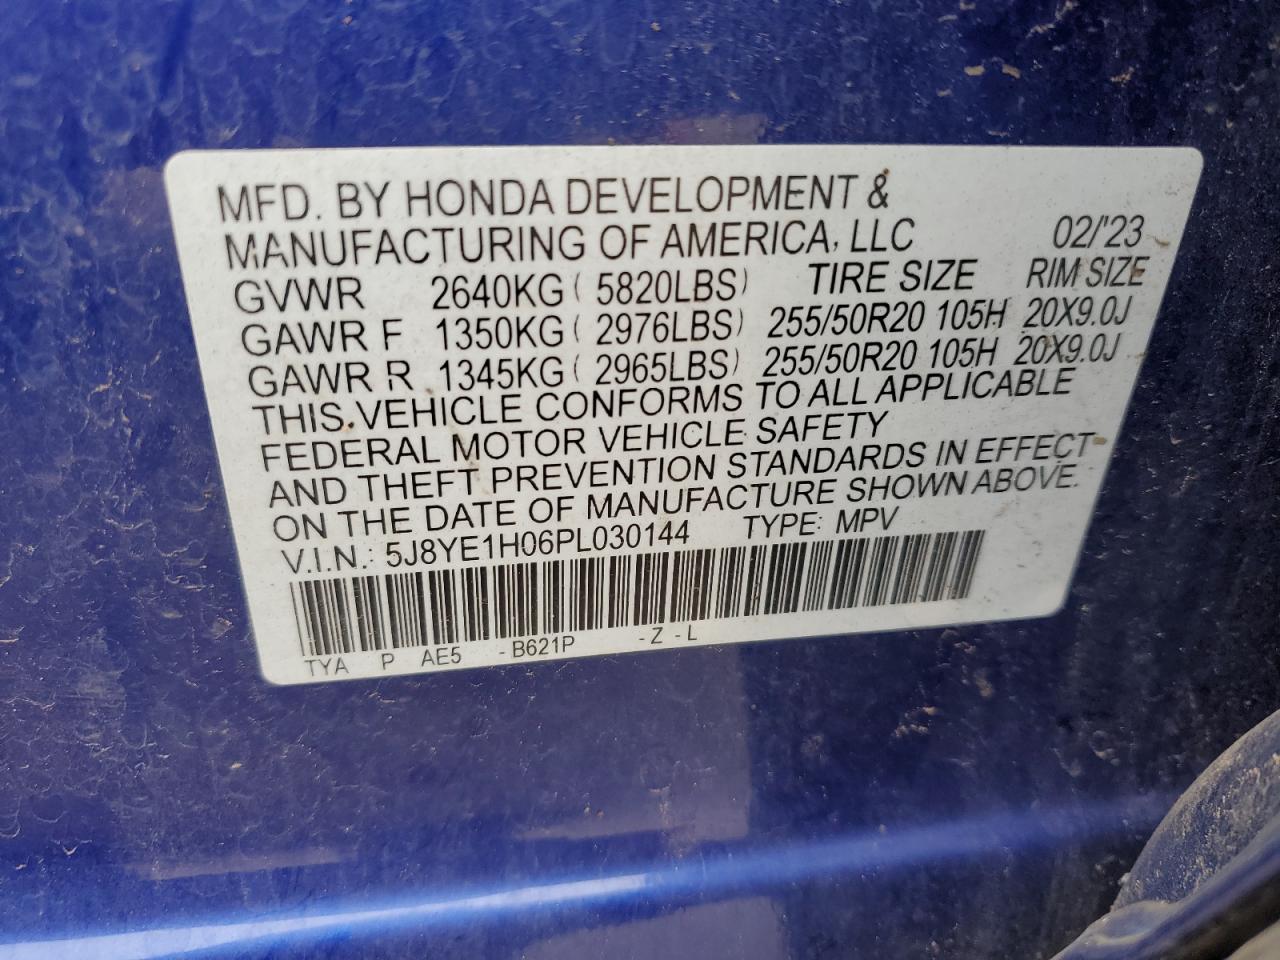 MFD. BY HONDA DEVELOPMENT &
MANUFACTURING OF AMERICA, LLC 02/'23
GVWR 2640KG ( 5820LBS) TIRE SIZE RIM SIZE
GAWR F 1350KG ( 2976LBS) 255/50R20 105H 20X9.0J
GAWR R 1345KG ( 2965LBS) 255/50R20 105H 20X9.0J
THIS VEHICLE CONFORMS TO ALL APPLICABLE
FEDERAL MOTOR VEHICLE SAFETY
AND THEFT PREVENTION STANDARDS IN EFFECT
ON THE DATE OF MANUFACTURE SHOWN ABOVE.
V.I.N.: 5J8YE1H06PL030144 TYPE: MPV
TYA P AE5 -B621P -Z -L